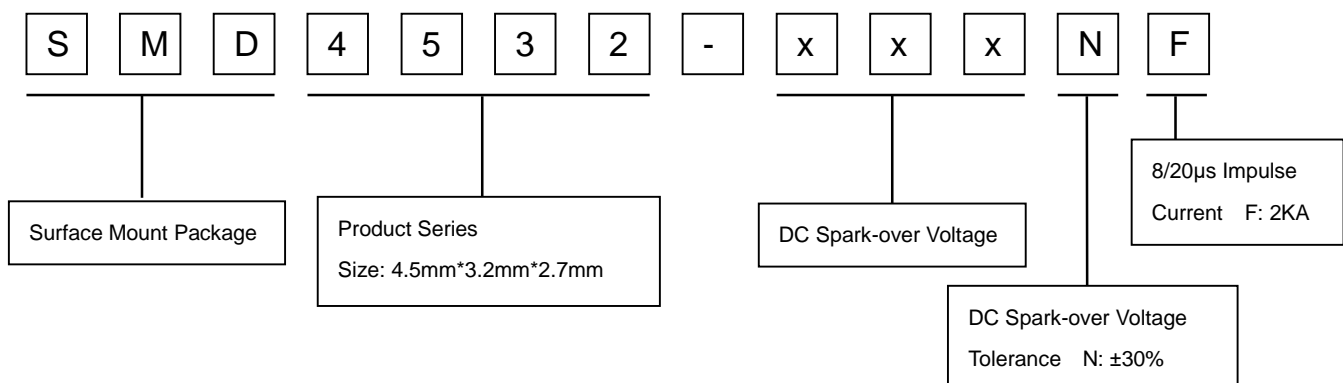 S M D 4 5 3 2 - x x x N F
8/20µs Impulse
Current F: 2KA
Surface Mount Package
Product Series
Size: 4.5mm*3.2mm*2.7mm
DC Spark-over Voltage
DC Spark-over Voltage
Tolerance N: ±30%